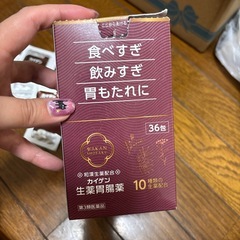 食べすぎ
飲みすぎ
胃もたれに
36包
WAKAN
和漢生薬配合
カイゲン
生薬胃腸薬
10種類の生薬配合
第3類医薬品